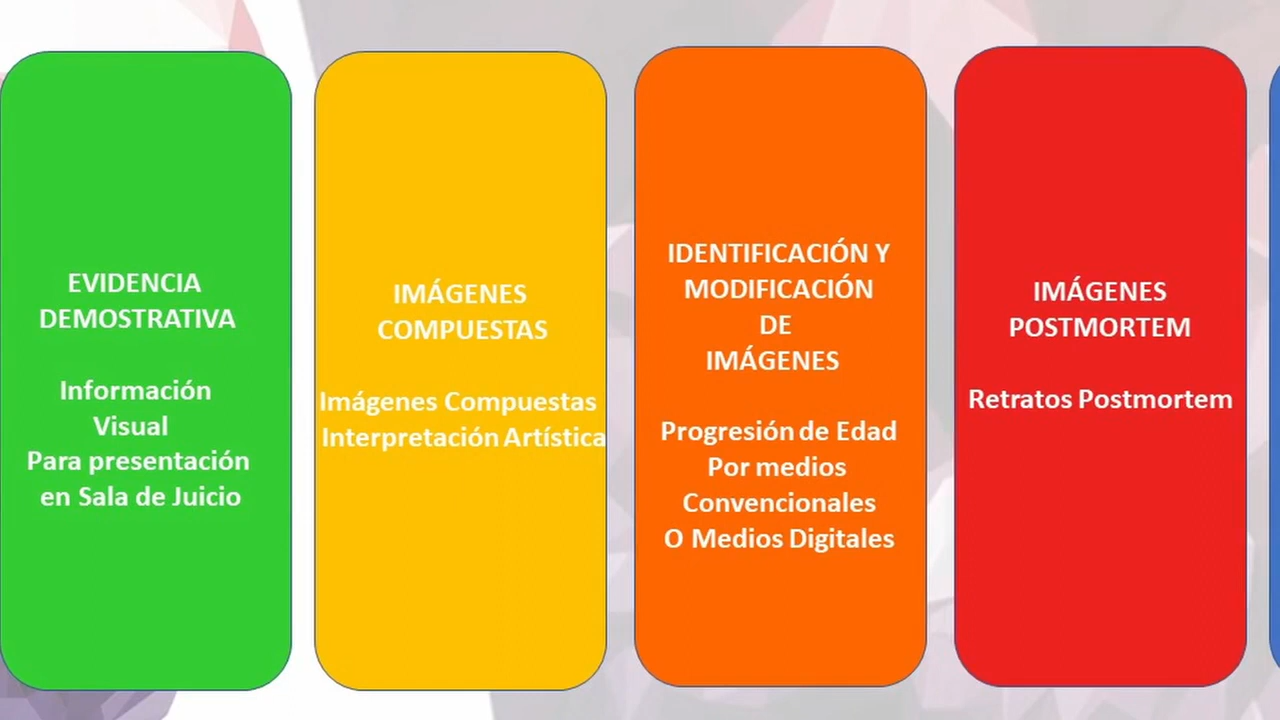 EVIDENCIA
DEMOSTRATIVA
Información
Visual
Para presentación
en Sala de Juicio
IMÁGENES
COMPUESTAS
Imágenes Compuestas
Interpretación Artística
IDENTIFICACIÓN Y
MODIFICACIÓN
DE
IMÁGENES
Progresión de Edad
Por medios
Convencionales
O Medios Digitales
IMÁGENES
POSTMORTEM
Retratos Postmortem